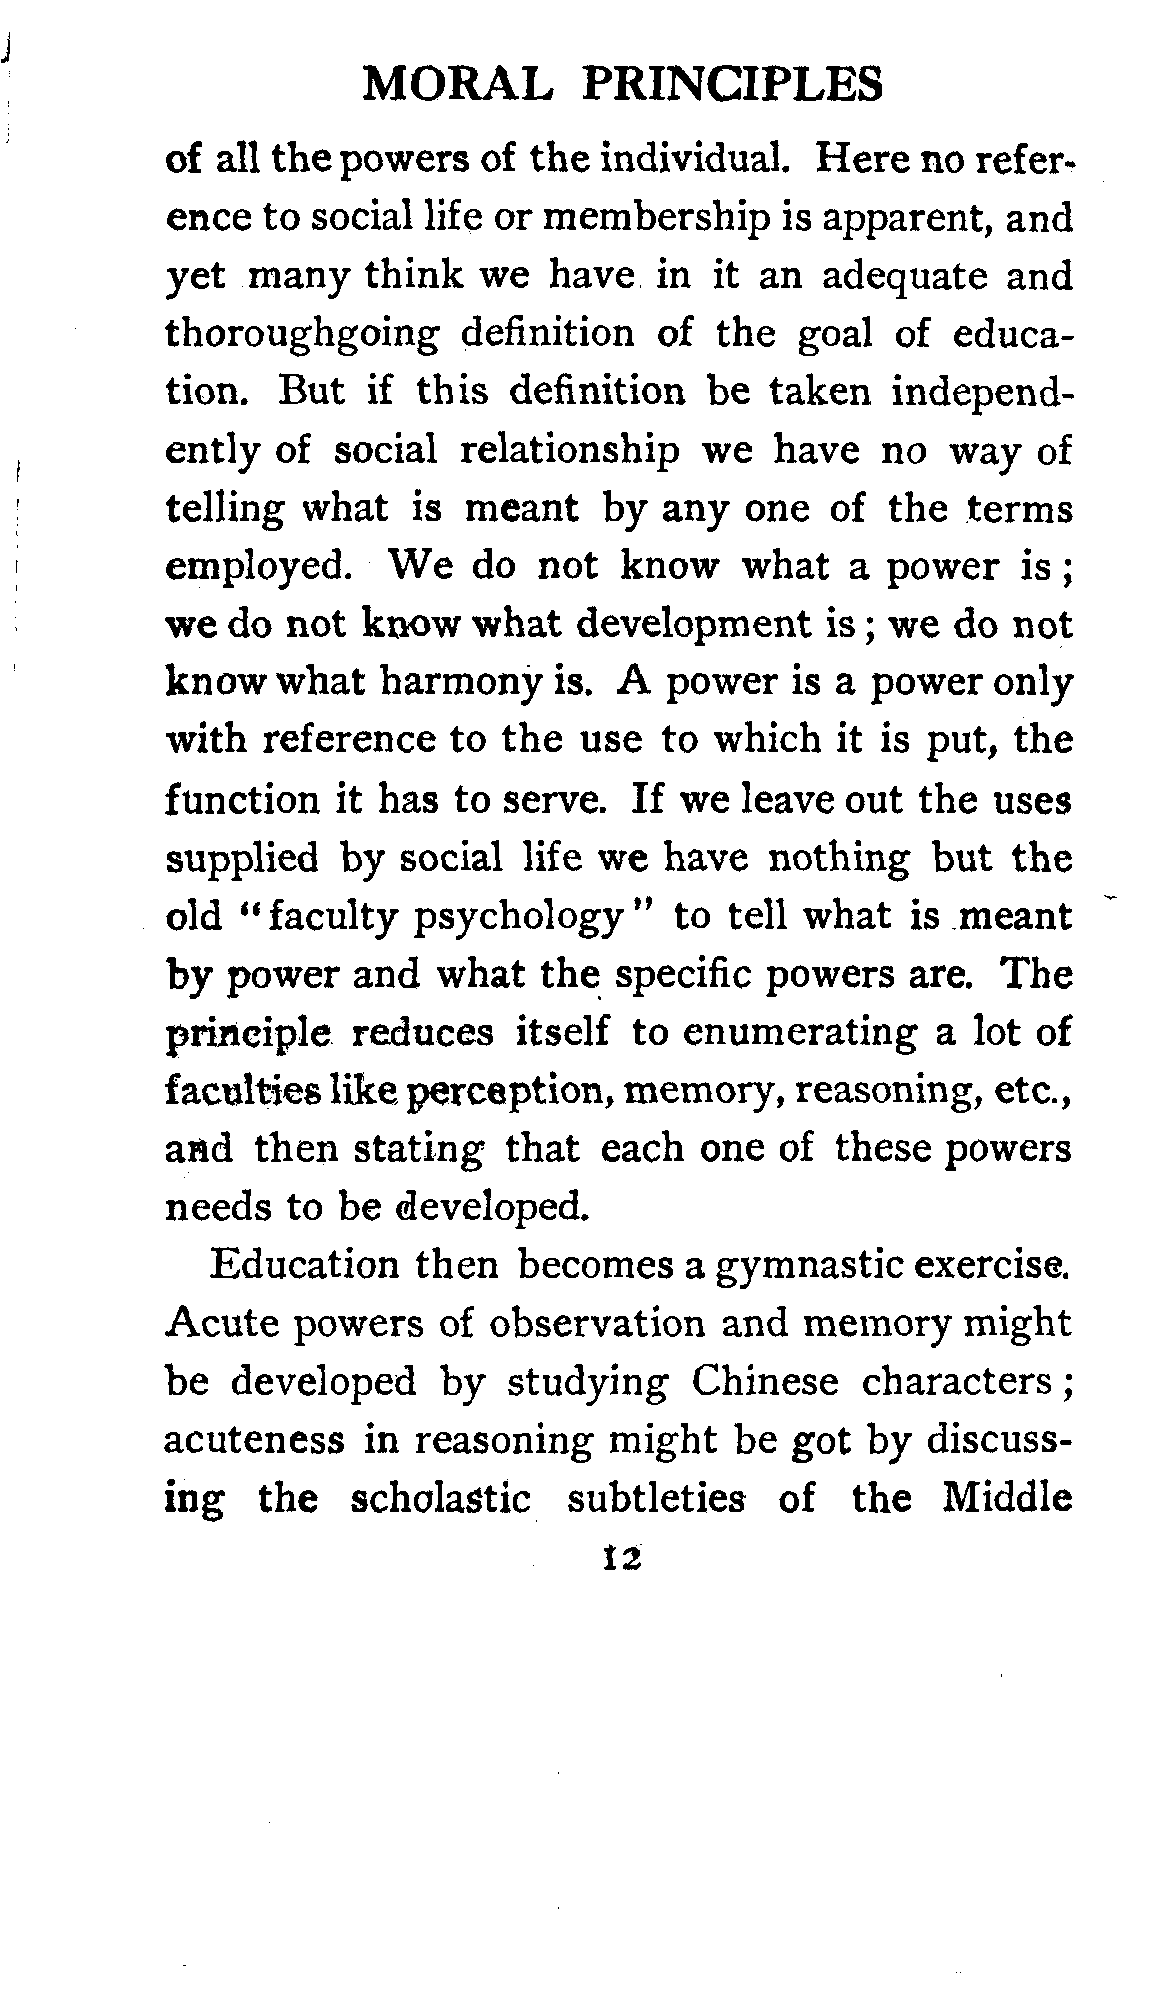 MORAL PRINCIPLES
of all the powers of the individual. Here no refer-
ence to social life or membership is apparent, and
yet many think we have in it an adequate and
thoroughgoing definition of the goal of educa-
tion. But if this definition be taken independ-
ently of social relationship we have no way of
telling what is meant by any one of the terms
employed. We do not know what a power is ;
we do not know what development is ; we do not
know what harmony is. A power is a power only
with reference to the use to which it is put, the
function it has to serve. If we leave out the uses
supplied by social life we have nothing but the
old “faculty psychology” to tell what is meant
by power and what the specific powers are. The
principle reduces itself to enumerating a lot of
faculties like perception, memory, reasoning, etc.,
and then stating that each one of these powers
needs to be developed.
Education then becomes a gymnastic exercise.
Acute powers of observation and memory might
be developed by studying Chinese characters ;
acuteness in reasoning might be got by discuss-
ing the scholastic subtleties of the Middle
12